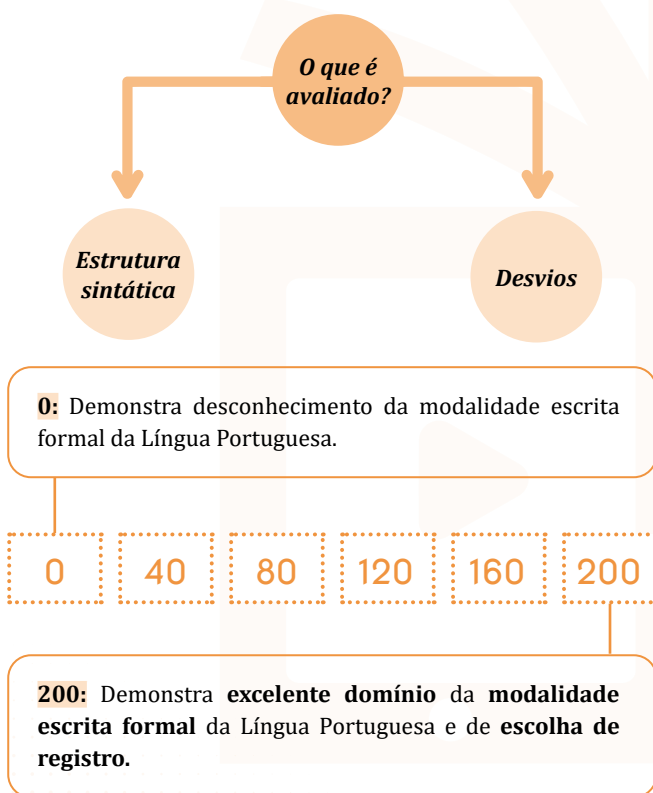 O que é
avaliado?
Estrutura
sintática
Desvios
0: Demonstra desconhecimento da modalidade escrita
formal da Língua Portuguesa.
0 40 80 120 160 200
200: Demonstra excelente domínio da modalidade
escrita formal da Língua Portuguesa e de escolha de
registro.